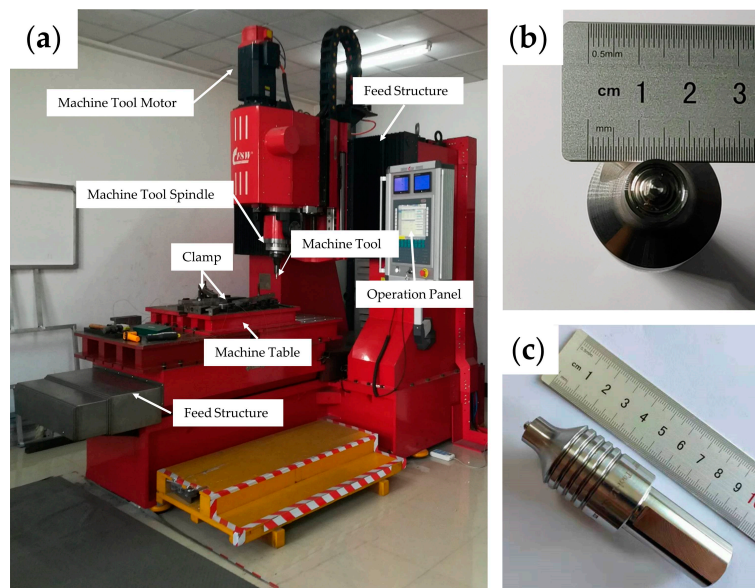 (a)
Machine Tool Motor
Feed Structure
FSW
Machine Tool Spindle
Machine Tool
Clamp
Operation Panel
Machine Table
Feed Structure
(b)
0.5mm
cm 1 2 3
mm
(c)
cm 1 2 3 4 5 6 7 8 9 10